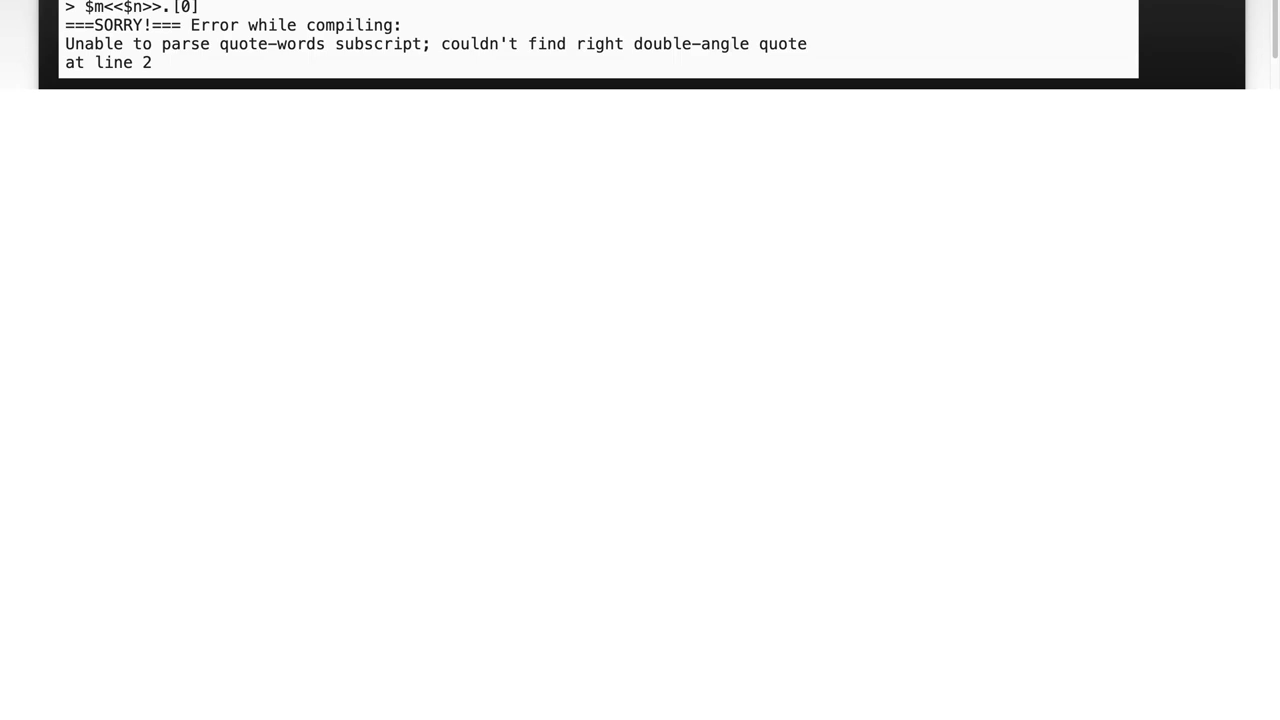 > $m<<$n>>.[0]
===SORRY!=== Error while compiling:
Unable to parse quote-words subscript; couldn't find right double-angle quote
at line 2